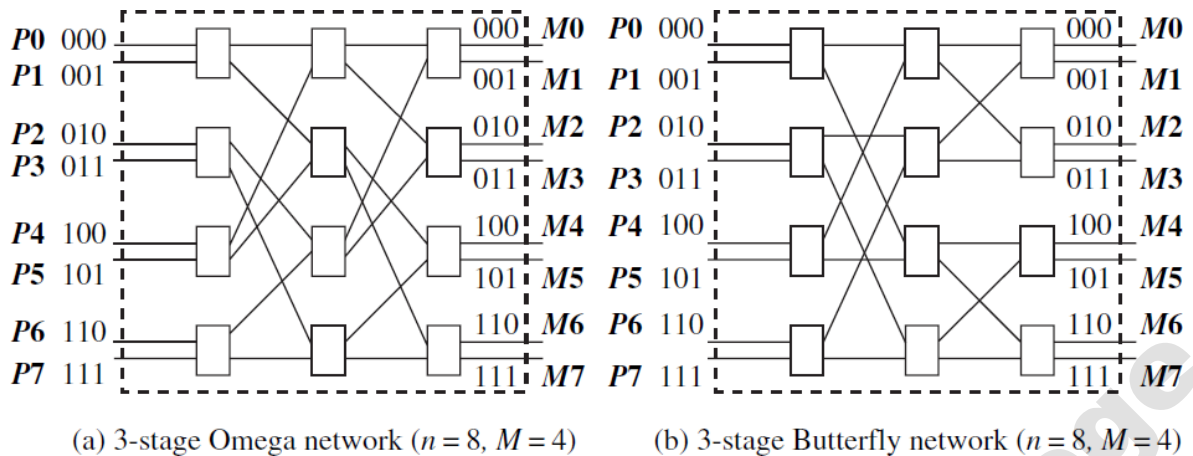 P0 000
P1 001
P2 010
P3 011
P4 100
P5 101
P6 110
P7 111
000 M0
001 M1
010 M2
011 M3
100 M4
101 M5
110 M6
111 M7
(a) 3-stage Omega network (n = 8, M = 4)
P0 000
P1 001
P2 010
P3 011
P4 100
P5 101
P6 110
P7 111
000 M0
001 M1
010 M2
011 M3
100 M4
101 M5
110 M6
111 M7
(b) 3-stage Butterfly network (n = 8, M = 4)